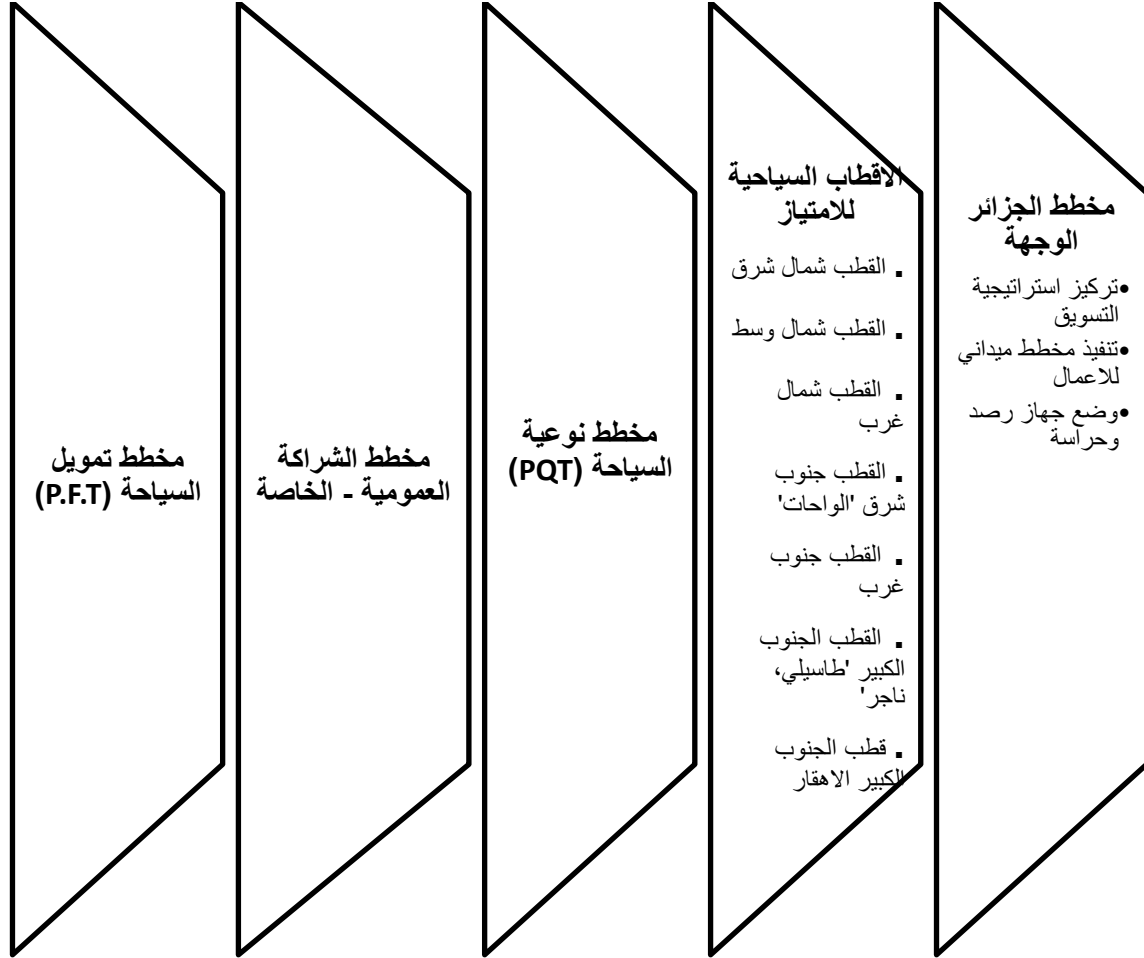 مخطط الجزائر
الوجهة
•تركيز استراتيجية
التسويق
•تنفيذ مخطط ميداني
للاعمال
•وضع جهاز رصد
وحراسة
الاقطاب السياحية
للامتياز
. القطب شمال شرق
. القطب شمال وسط
. القطب شمال
غرب
. القطب جنوب
شرق 'الواحات'
. القطب جنوب
غرب
. القطب الجنوب
الكبير 'طاسيلي،
ناجر'
. قطب الجنوب
الكبير الاهقار
مخطط نوعية
السياحة (PQT)
مخطط الشراكة
العمومية - الخاصة
مخطط تمويل
السياحة (P.F.T)